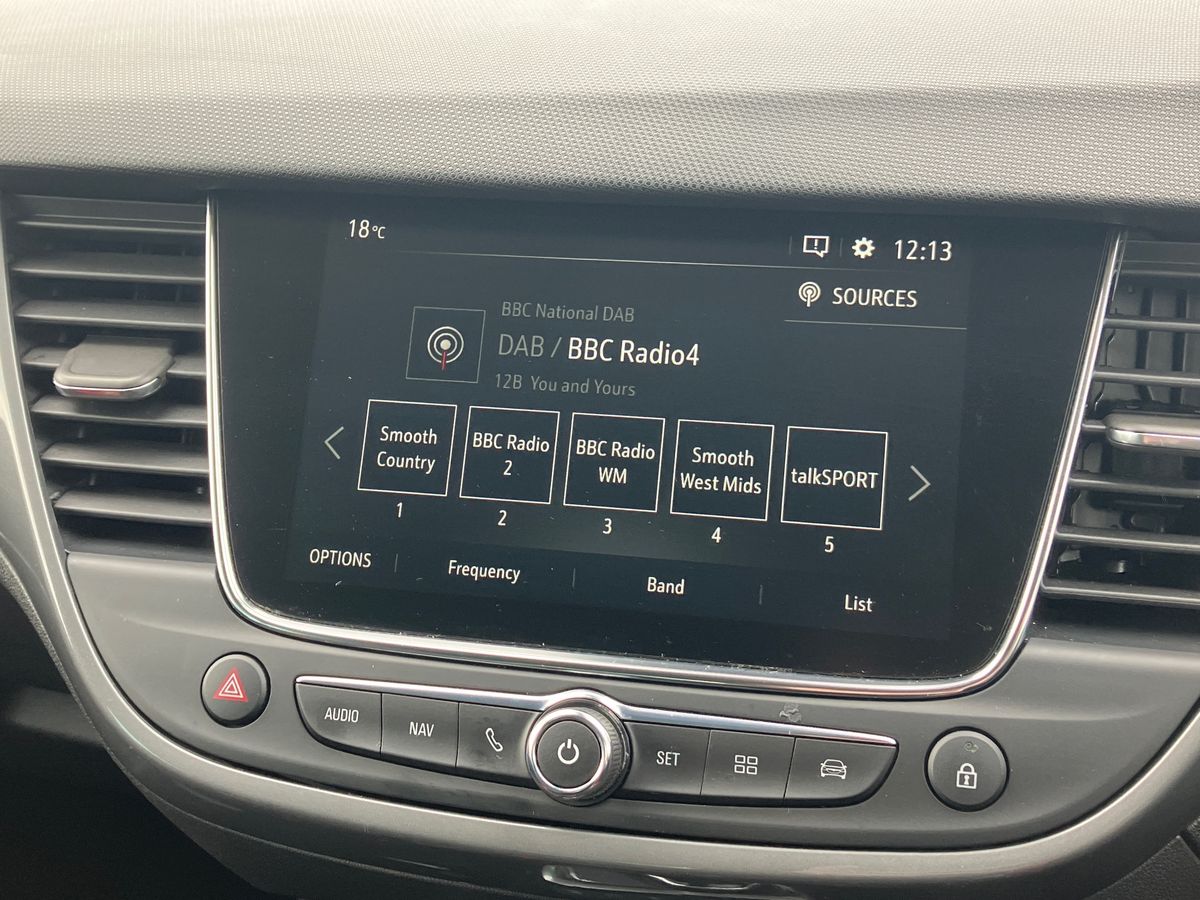 18°C
12:13
SOURCES
BBC National DAB
DAB / BBC Radio4
12B You and Yours
Smooth
Country
BBC Radio
2
BBC Radio
WM
Smooth
West Mids
talkSPORT
1
2
3
4
5
OPTIONS
Frequency
Band
List
AUDIO
NAV
SET